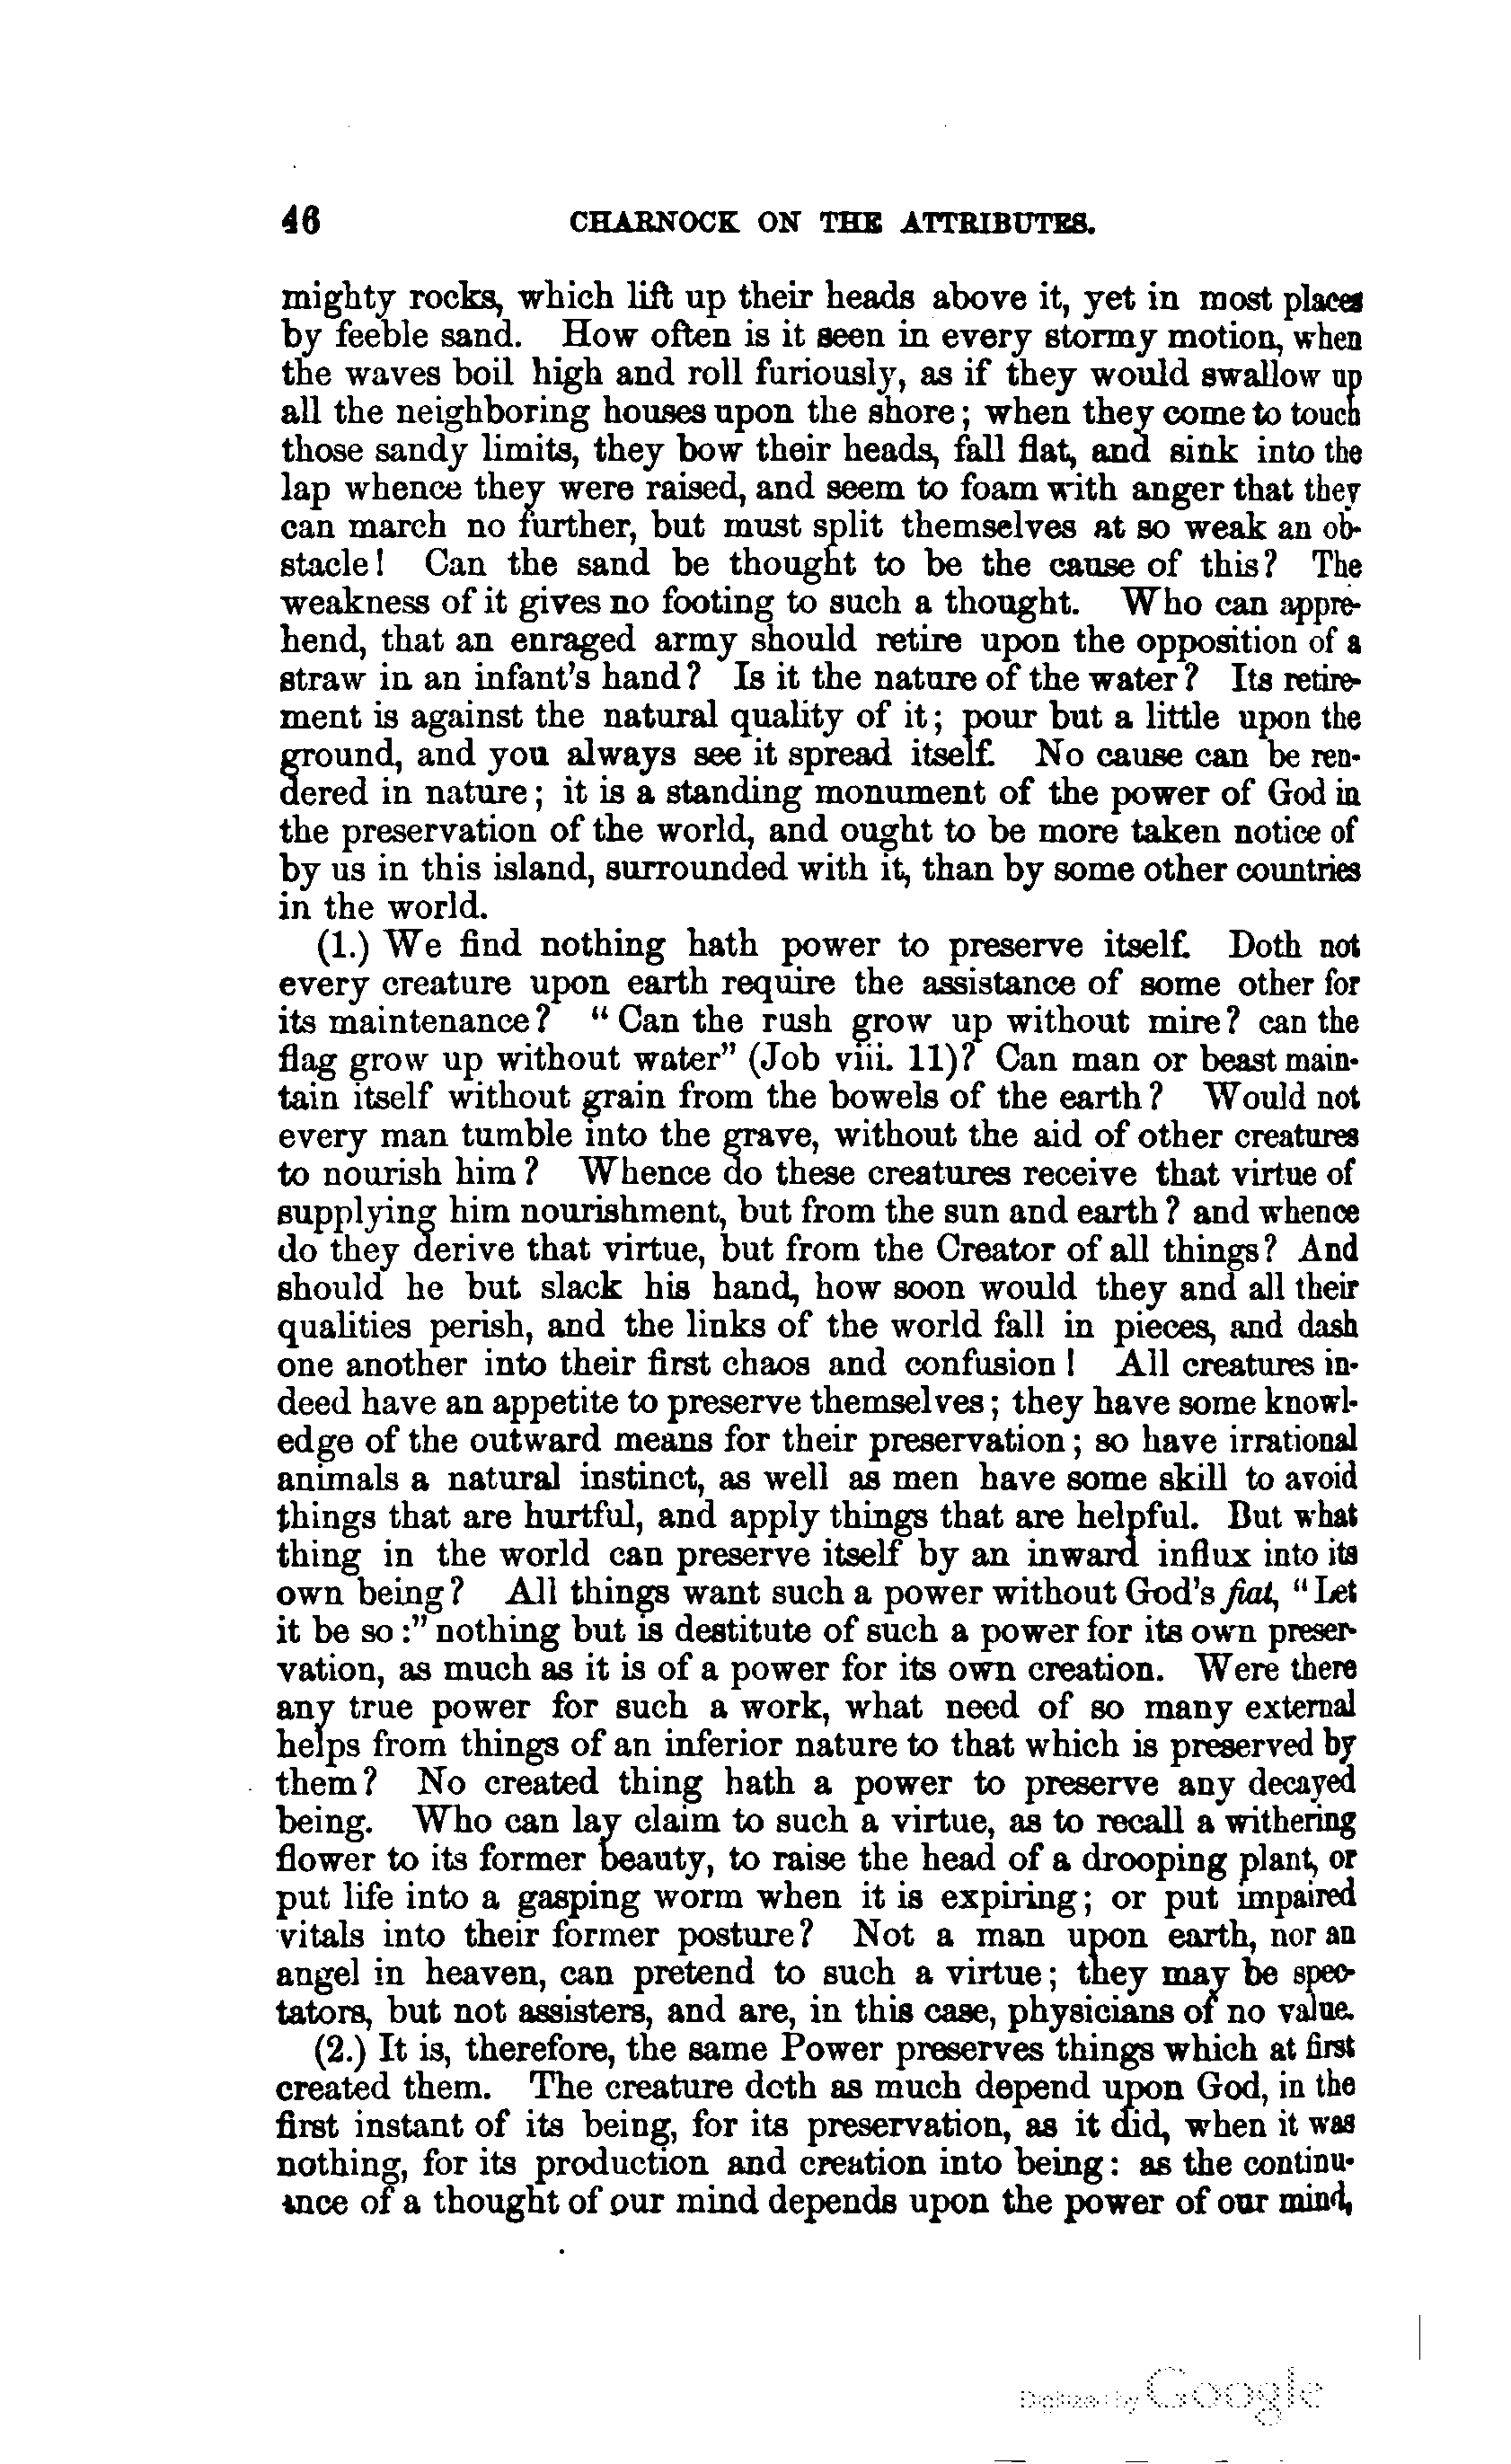 46 CHARNOCK ON THE ATTRIBUTES.
mighty rocks, which lift up their heads above it, yet in most places
by feeble sand. How often is it seen in every stormy motion, when
the waves boil high and roll furiously, as if they would swallow up
all the neighboring houses upon the shore; when they come to touch
those sandy limits, they bow their heads, fall flat, and sink into the
lap whence they were raised, and seem to foam with anger that they
can march no further, but must split themselves at so weak an ob-
stacle! Can the sand be thought to be the cause of this? The
weakness of it gives no footing to such a thought. Who can appre-
hend, that an enraged army should retire upon the opposition of a
straw in an infant's hand? Is it the nature of the water? Its retire-
ment is against the natural quality of it; pour but a little upon the
ground, and you always see it spread itself. No cause can be ren-
dered in nature; it is a standing monument of the power of God in
the preservation of the world, and ought to be more taken notice of
by us in this island, surrounded with it, than by some other countries
in the world.
(1.) We find nothing hath power to preserve itself. Doth not
every creature upon earth require the assistance of some other for
its maintenance? "Can the rush grow up without mire? can the
flag grow up without water" (Job viii. 11)? Can man or beast main-
tain itself without grain from the bowels of the earth? Would not
every man tumble into the grave, without the aid of other creatures
to nourish him? Whence do these creatures receive that virtue of
supplying him nourishment, but from the sun and earth? and whence
do they derive that virtue, but from the Creator of all things? And
should he but slack his hand, how soon would they and all their
qualities perish, and the links of the world fall in pieces, and dash
one another into their first chaos and confusion! All creatures in-
deed have an appetite to preserve themselves; they have some knowl-
edge of the outward means for their preservation; so have irrational
animals a natural instinct, as well as men have some skill to avoid
things that are hurtful, and apply things that are helpful. But what
thing in the world can preserve itself by an inward influx into its
own being? All things want such a power without God's fiat, "Let
it be so:" nothing but is destitute of such a power for its own preser-
vation, as much as it is of a power for its own creation. Were there
any true power for such a work, what need of so many external
helps from things of an inferior nature to that which is preserved by
them? No created thing hath a power to preserve any decayed
being. Who can lay claim to such a virtue, as to recall a withering
flower to its former beauty, to raise the head of a drooping plant, or
put life into a gasping worm when it is expiring; or put impaired
vitals into their former posture? Not a man upon earth, nor an
angel in heaven, can pretend to such a virtue; they may be spec-
tators, but not assisters, and are, in this case, physicians of no value.
(2.) It is, therefore, the same Power preserves things which at first
created them. The creature doth as much depend upon God, in the
first instant of its being, for its preservation, as it did, when it was
nothing, for its production and creation into being: as the continu-
ance of a thought of our mind depends upon the power of our mind,
Digitized by Google